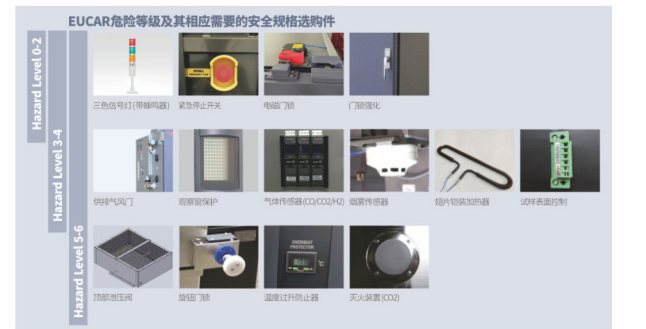 EUCAR危险等级及其相应需要的安全规格选购件
Hazard Level 0-2
三色信号灯(带蜂鸣器)
紧急停止开关
电磁门锁
门锁强化
Hazard Level 3-4
供排气风门
观察窗保护
气体传感器(CO/CO2/H2)
烟雾传感器
翅片铠装加热器
试样表面控制
Hazard Level 5-6
顶部泄压阀
旋钮门锁
OVERHEAT
PROTECTOR
温度过升防止器
灭火装置(CO2)